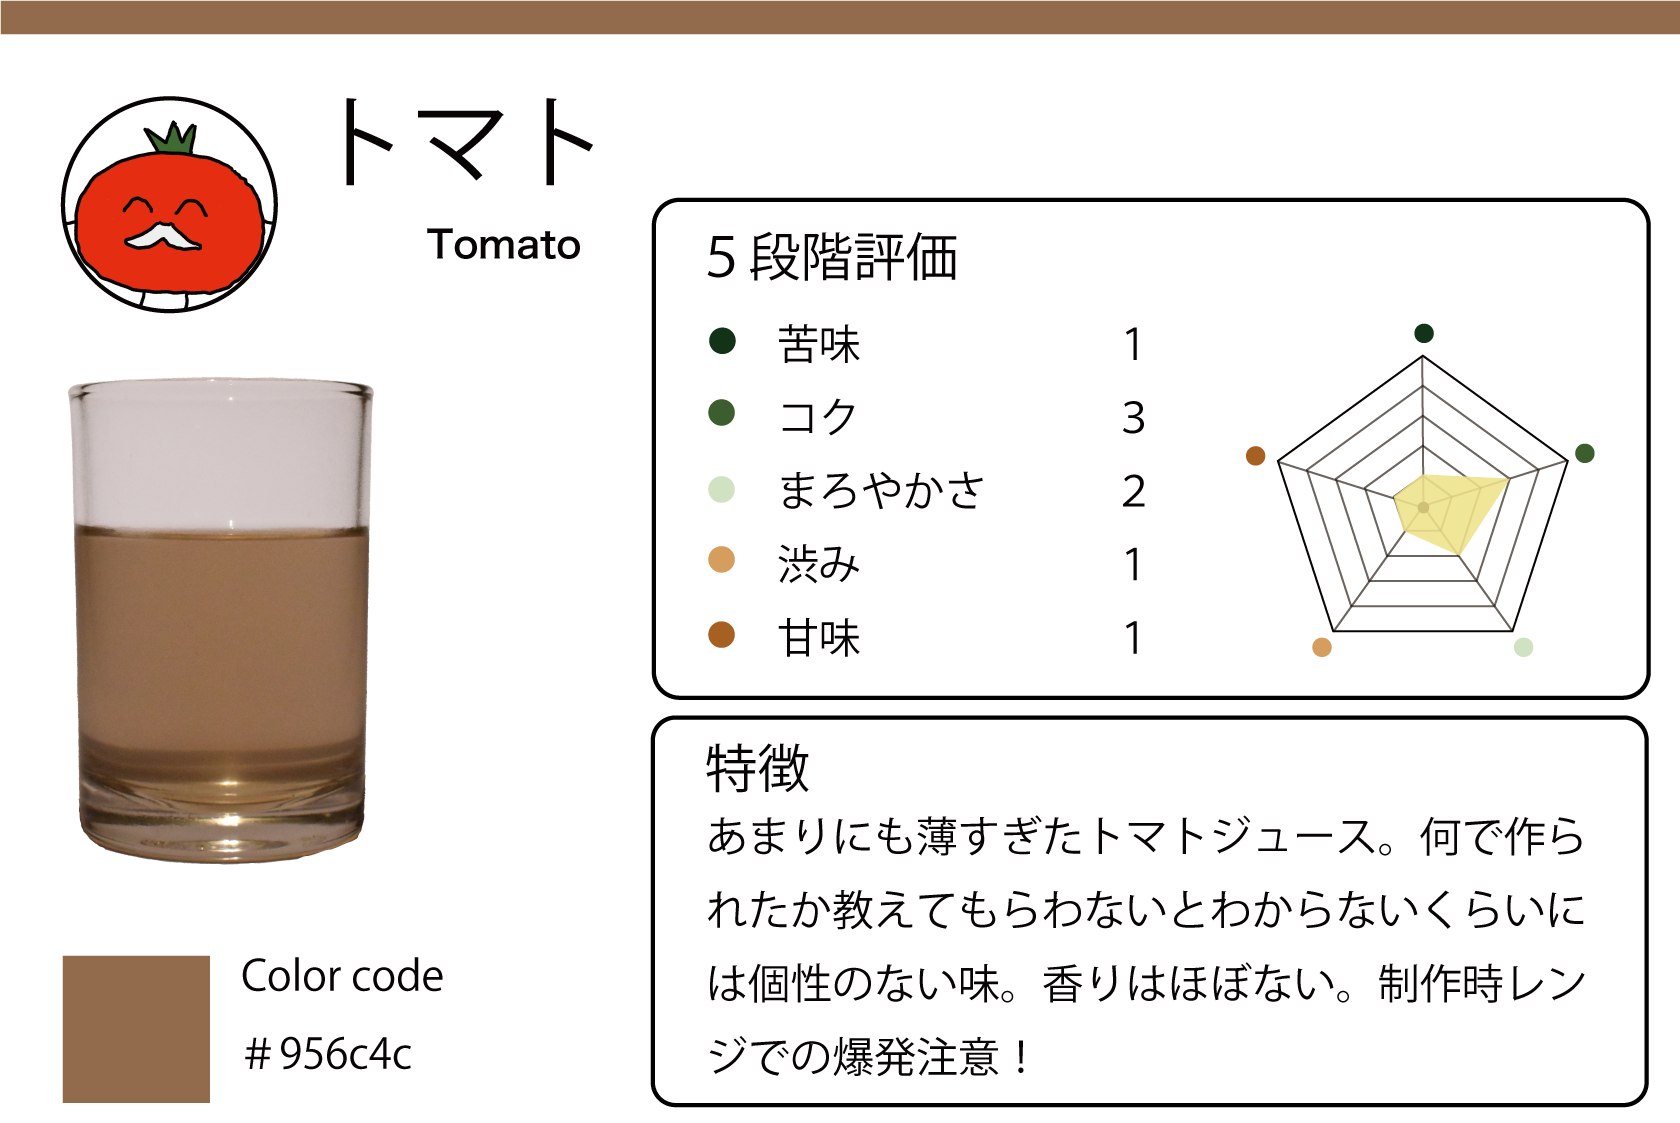 トマト
Tomato
5 段階評価
苦味 1
コク 3
まろやかさ 2
渋み 1
甘味 1
特徴
あまりにも薄すぎたトマトジュース。何で作ら
れたか教えてもらわないとわからないくらいに
は個性のない味。香りはほぼない。制作時レン
ジでの爆発注意！
Color code
＃956c4c